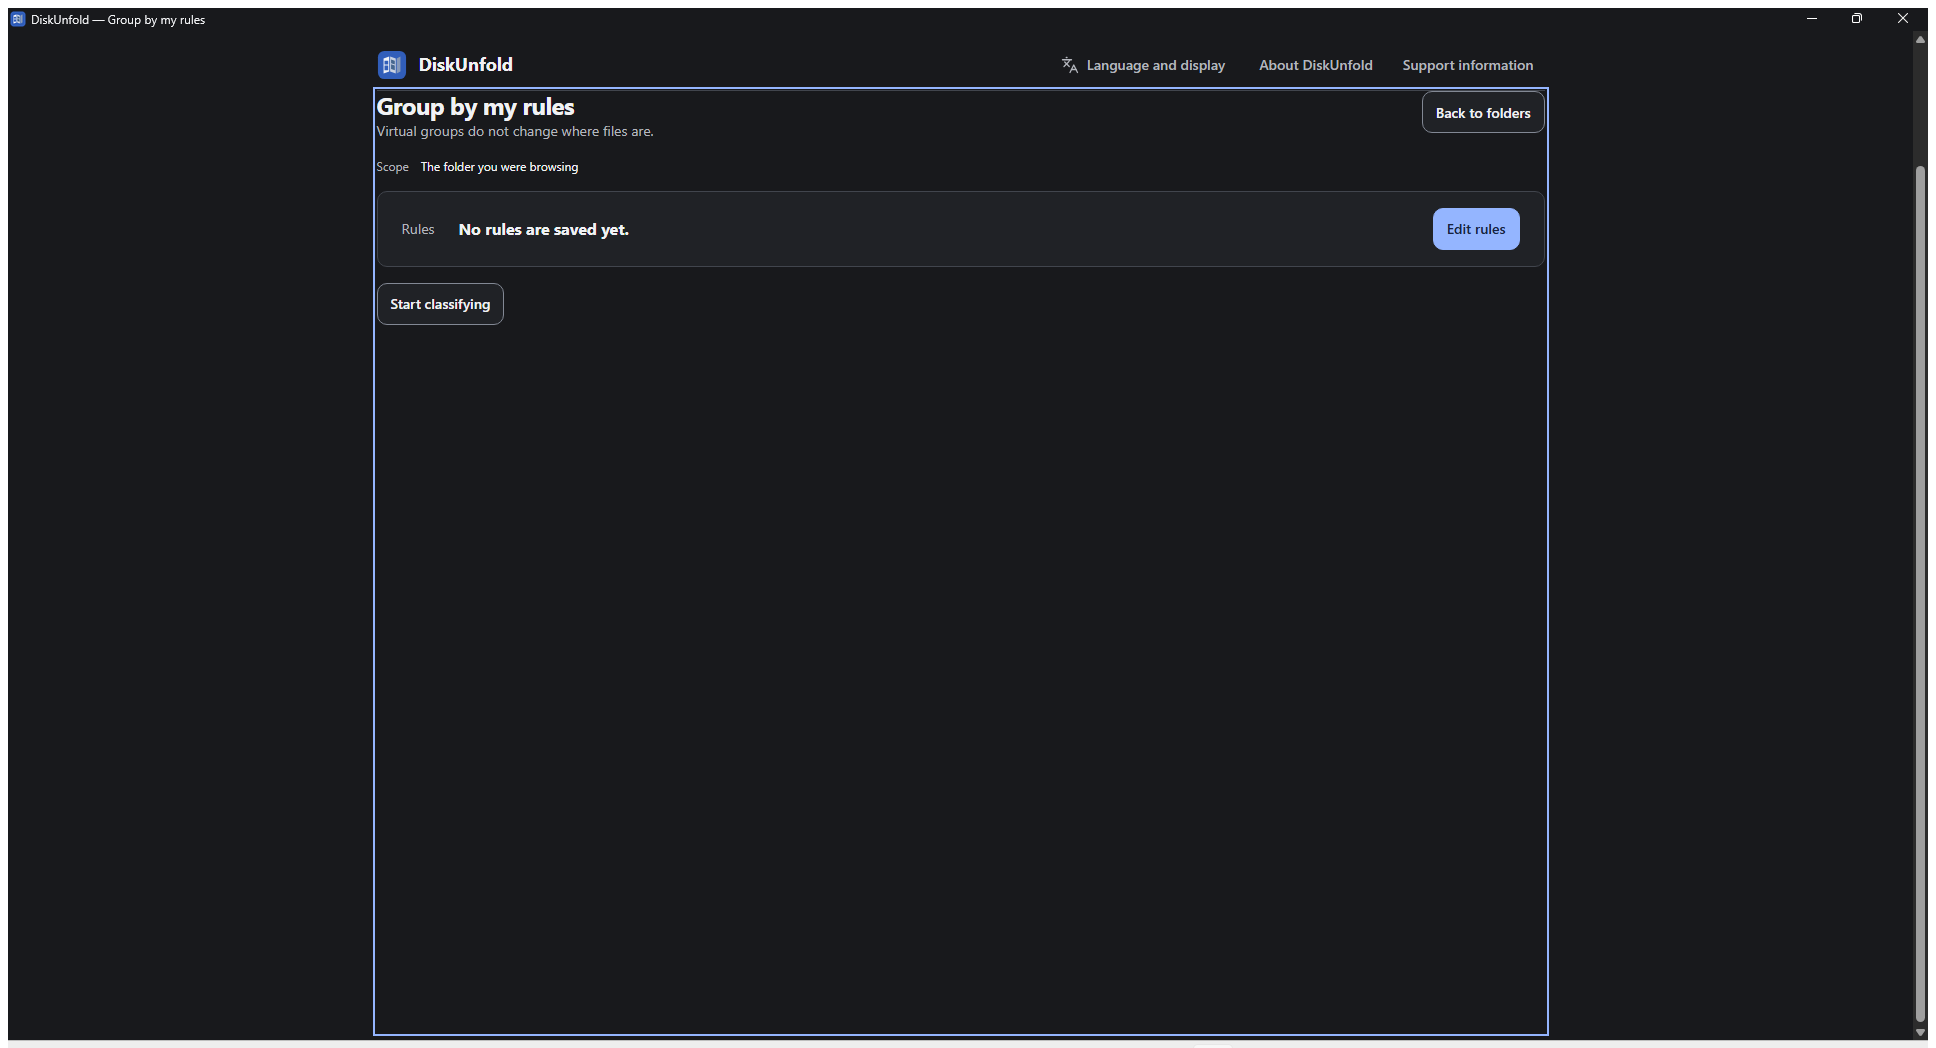 DiskUnfold — Group by my rules
DiskUnfold
Language and display
About DiskUnfold
Support information
Group by my rules
Back to folders
Virtual groups do not change where files are.
Scope The folder you were browsing
Rules No rules are saved yet.
Edit rules
Start classifying